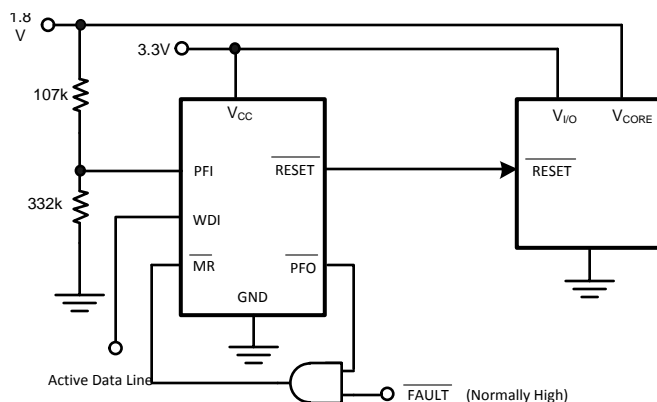 1.8
V
3.3V
107k
332k
VCC
PFI
WDI
MR
RESET
PFO
GND
VI/O
VCORE
RESET
Active Data Line
FAULT (Normally High)